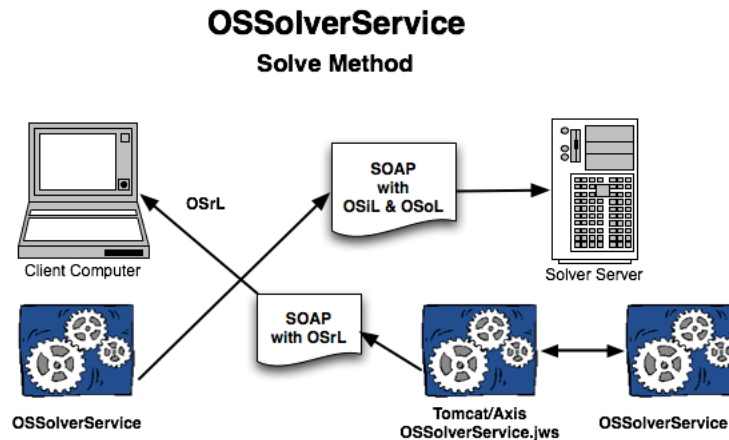 OSSolverService
Solve Method
SOAP
with
OSiL & OSoL
OSrL
Client Computer
Solver Server
SOAP
with OSrL
OSSolverService
Tomcat/Axis
OSSolverService.jws
OSSolverService